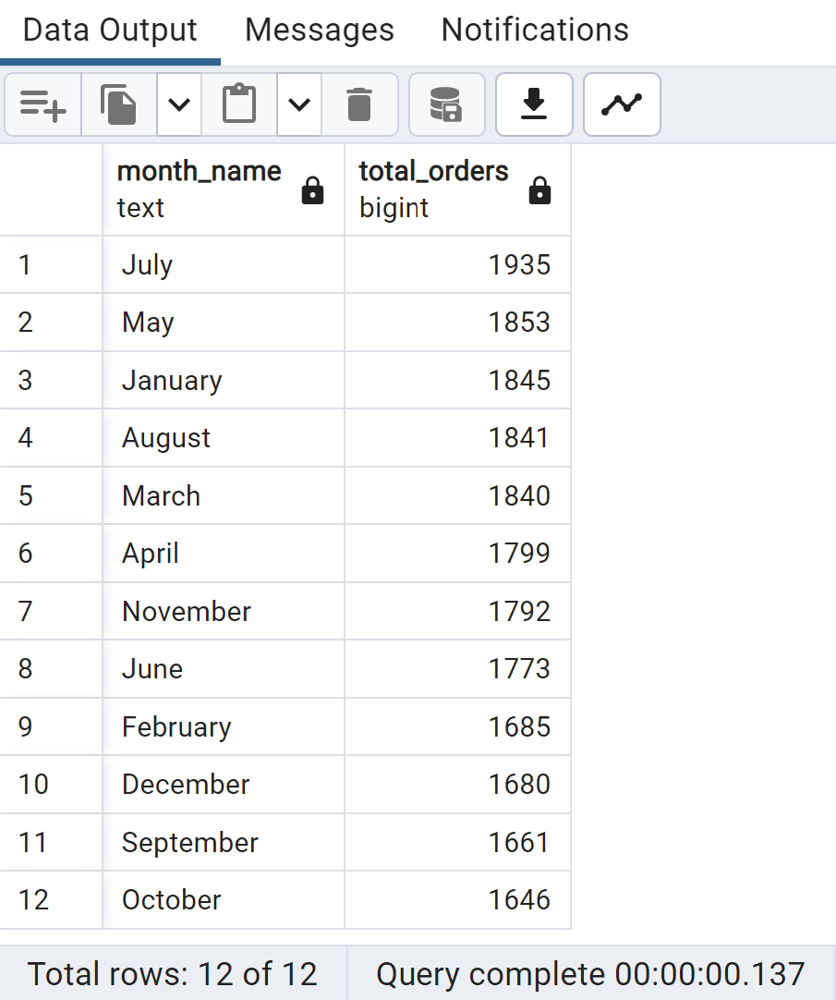 Data Output Messages Notifications
month_name total_orders
text bigint
1 July 1935
2 May 1853
3 January 1845
4 August 1841
5 March 1840
6 April 1799
7 November 1792
8 June 1773
9 February 1685
10 December 1680
11 September 1661
12 October 1646
Total rows: 12 of 12 Query complete 00:00:00.137